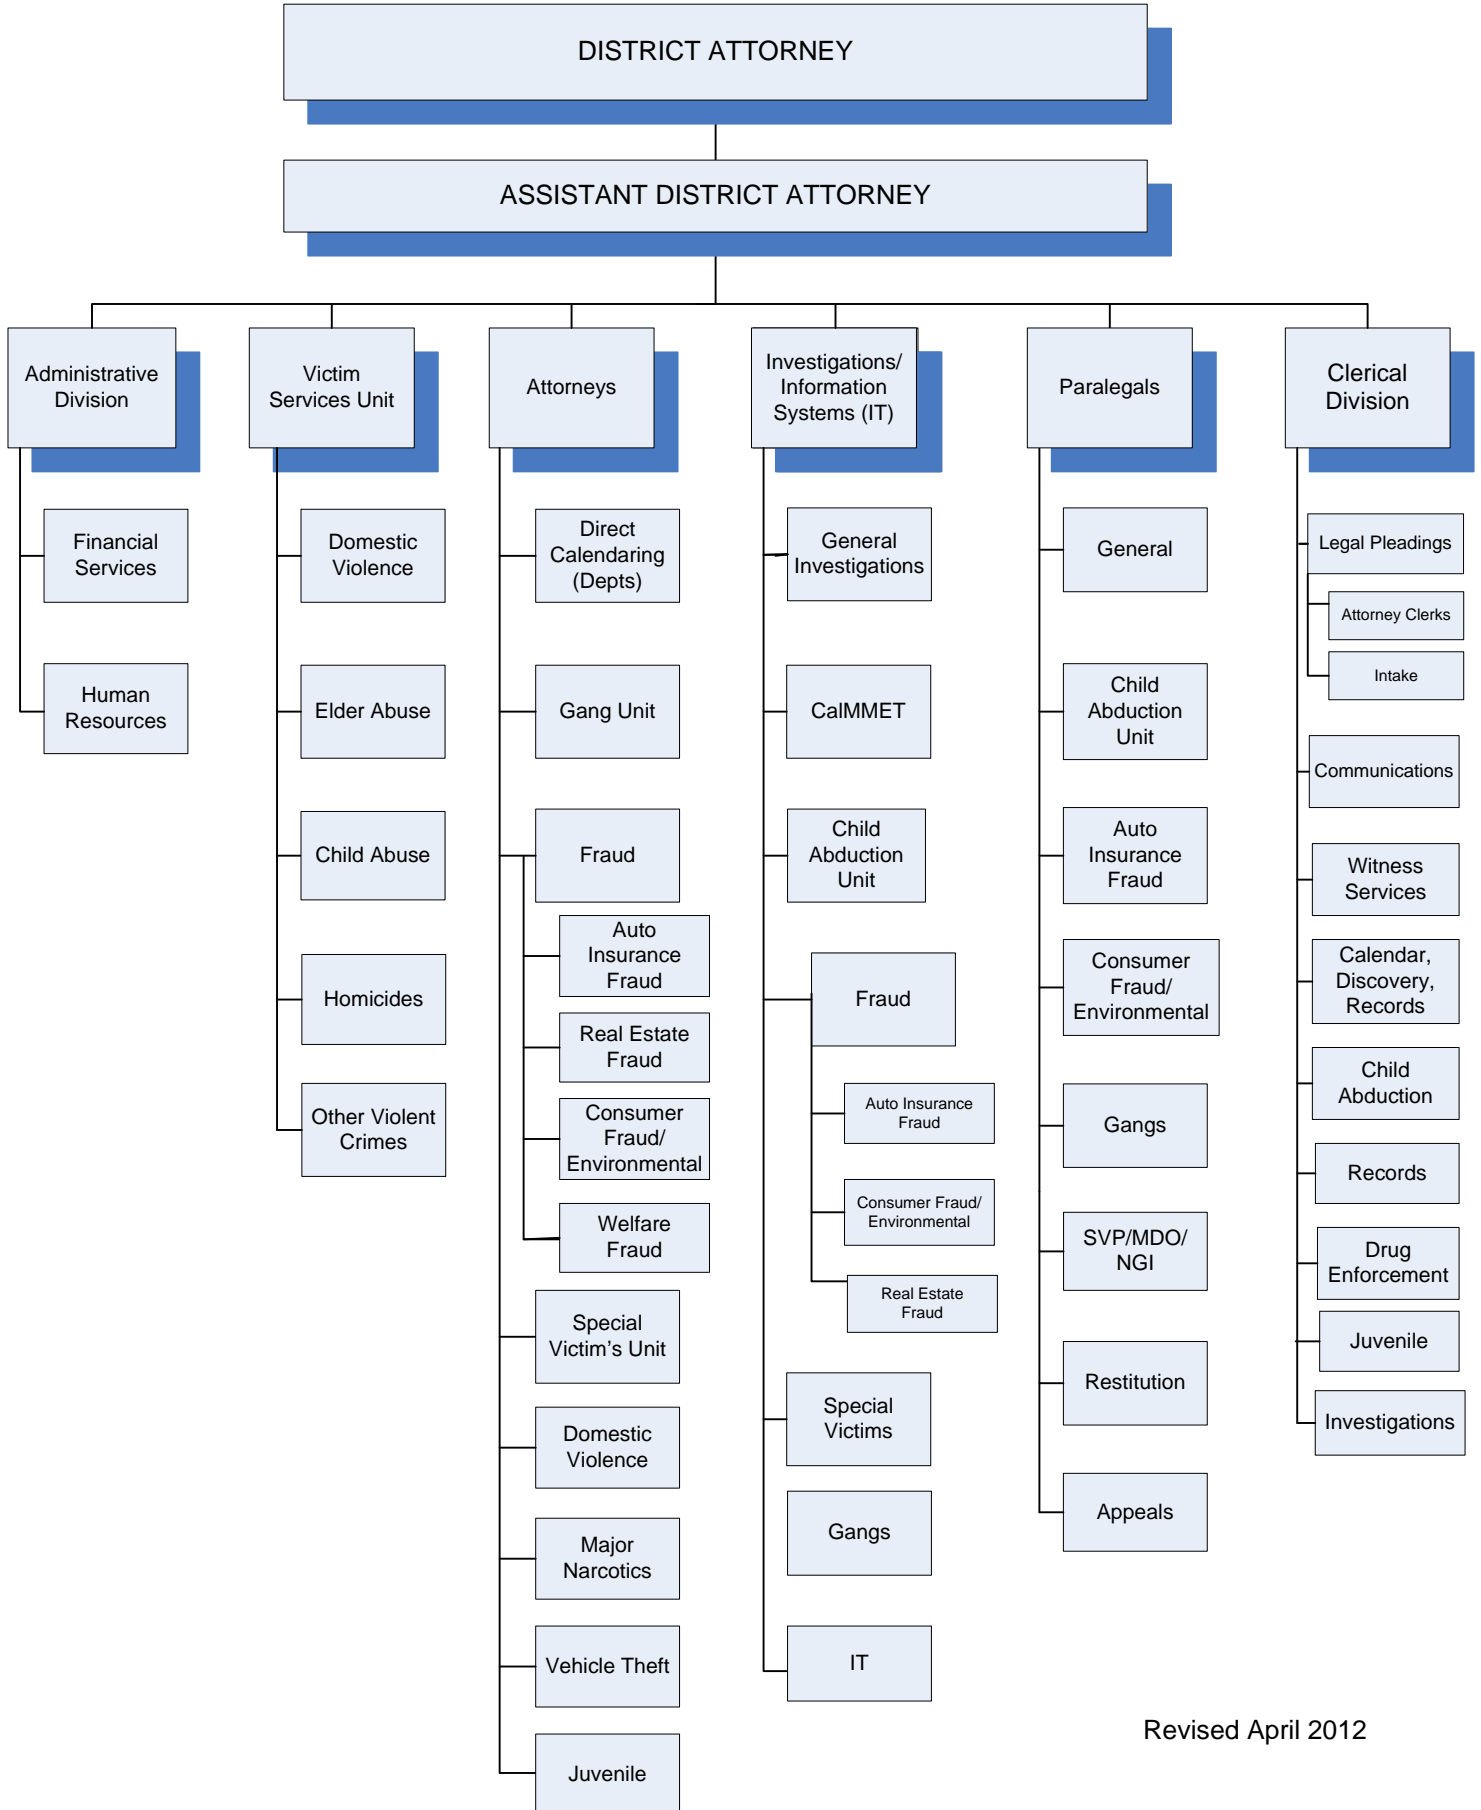 DISTRICT ATTORNEY
ASSISTANT DISTRICT ATTORNEY
Administrative
Division
Financial
Services
Human
Resources
Victim
Services Unit
Domestic
Violence
Elder Abuse
Child Abuse
Homicides
Other Violent
Crimes
Attorneys
Direct
Calendaring
(Depts)
Gang Unit
Fraud
Auto
Insurance
Fraud
Real Estate
Fraud
Consumer
Fraud/
Environmental
Welfare
Fraud
Special
Victim's Unit
Domestic
Violence
Major
Narcotics
Vehicle Theft
Juvenile
Investigations/
Information
Systems (IT)
General
Investigations
CalMMET
Child
Abduction
Unit
Fraud
Auto Insurance
Fraud
Consumer Fraud/
Environmental
Real Estate
Fraud
Special
Victims
Gangs
IT
Paralegals
General
Child
Abduction
Unit
Auto
Insurance
Fraud
Consumer
Fraud/
Environmental
Gangs
SVP/MDO/
NGI
Restitution
Appeals
Clerical
Division
Legal Pleadings
Attorney Clerks
Intake
Communications
Witness
Services
Calendar,
Discovery,
Records
Child
Abduction
Records
Drug
Enforcement
Juvenile
Investigations
Revised April 2012